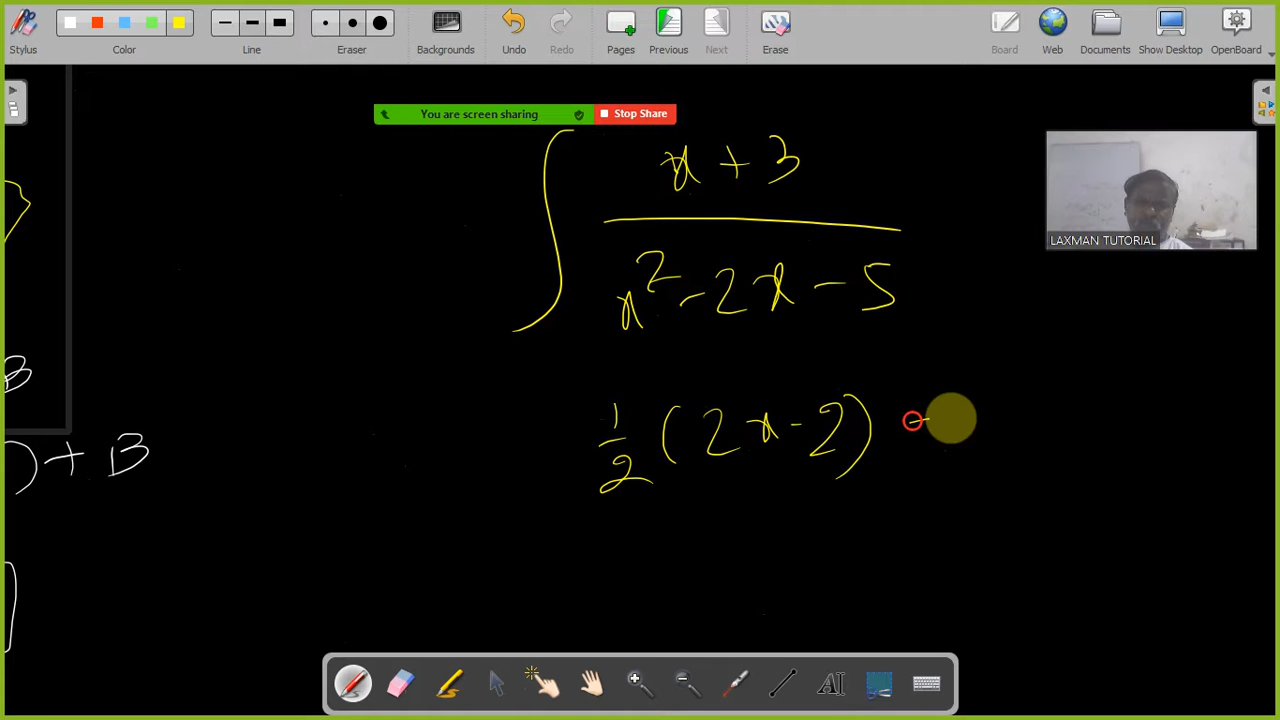 Stylus Color Line Eraser Backgrounds Undo Redo Pages Previous Next Erase Board Web Documents Show Desktop OpenBoard
You are screen sharing Stop Share
∫ x + 3
x² - 2x - 5
LAXMAN TUTORIAL
B
1/2 (2x - 2) -
) + B